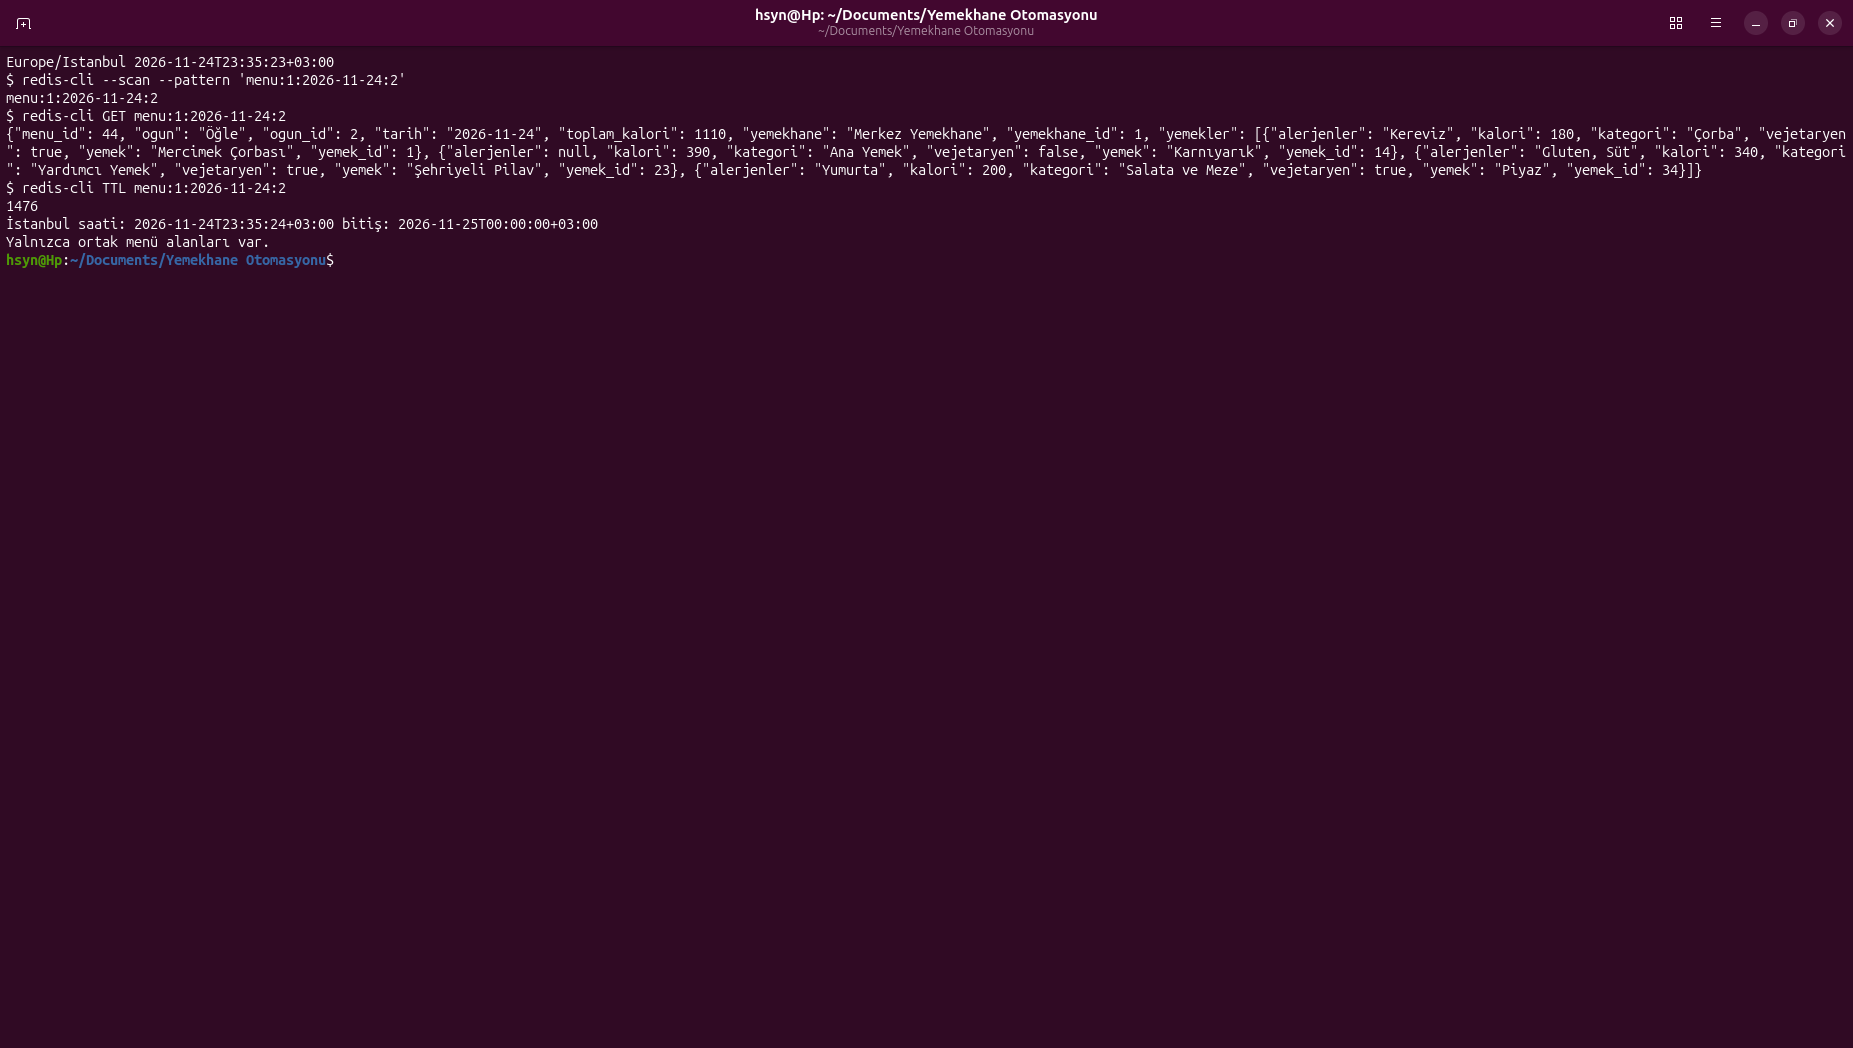 hsyn@Hp: ~/Documents/Yemekhane Otomasyonu
~/Documents/Yemekhane Otomasyonu
Europe/Istanbul 2026-11-24T23:35:23+03:00
$ redis-cli --scan --pattern 'menu:1:2026-11-24:2'
menu:1:2026-11-24:2
$ redis-cli GET menu:1:2026-11-24:2
{"menu_id": 44, "ogun": "Öğle", "ogun_id": 2, "tarih": "2026-11-24", "toplam_kalori": 1110, "yemekhane": "Merkez Yemekhane", "yemekhane_id": 1, "yemekler": [{"alerjenler": "Kereviz", "kalori": 180, "kategori": "Çorba", "vejetaryen
": true, "yemek": "Mercimek Çorbası", "yemek_id": 1}, {"alerjenler": null, "kalori": 390, "kategori": "Ana Yemek", "vejetaryen": false, "yemek": "Karnıyarık", "yemek_id": 14}, {"alerjenler": "Gluten, Süt", "kalori": 340, "kategori
": "Yardımcı Yemek", "vejetaryen": true, "yemek": "Şehriyeli Pilav", "yemek_id": 23}, {"alerjenler": "Yumurta", "kalori": 200, "kategori": "Salata ve Meze", "vejetaryen": true, "yemek": "Piyaz", "yemek_id": 34}]}
$ redis-cli TTL menu:1:2026-11-24:2
1476
İstanbul saati: 2026-11-24T23:35:24+03:00 bitiş: 2026-11-25T00:00:00+03:00
Yalnızca ortak menü alanları var.
hsyn@Hp:~/Documents/Yemekhane Otomasyonu$